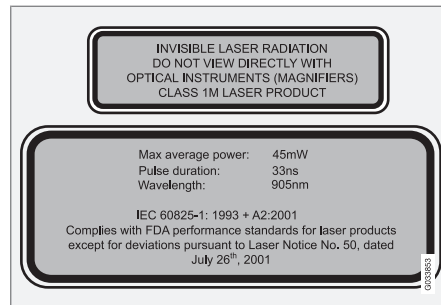 INVISIBLE LASER RADIATION
DO NOT VIEW DIRECTLY WITH
OPTICAL INSTRUMENTS (MAGNIFIERS)
CLASS 1M LASER PRODUCT
Max average power: 45mW
Pulse duration: 33ns
Wavelength: 905nm
IEC 60825-1: 1993 + A2:2001
Complies with FDA performance standards for laser products
except for deviations pursuant to Laser Notice No. 50, dated
July 26th, 2001
G033853